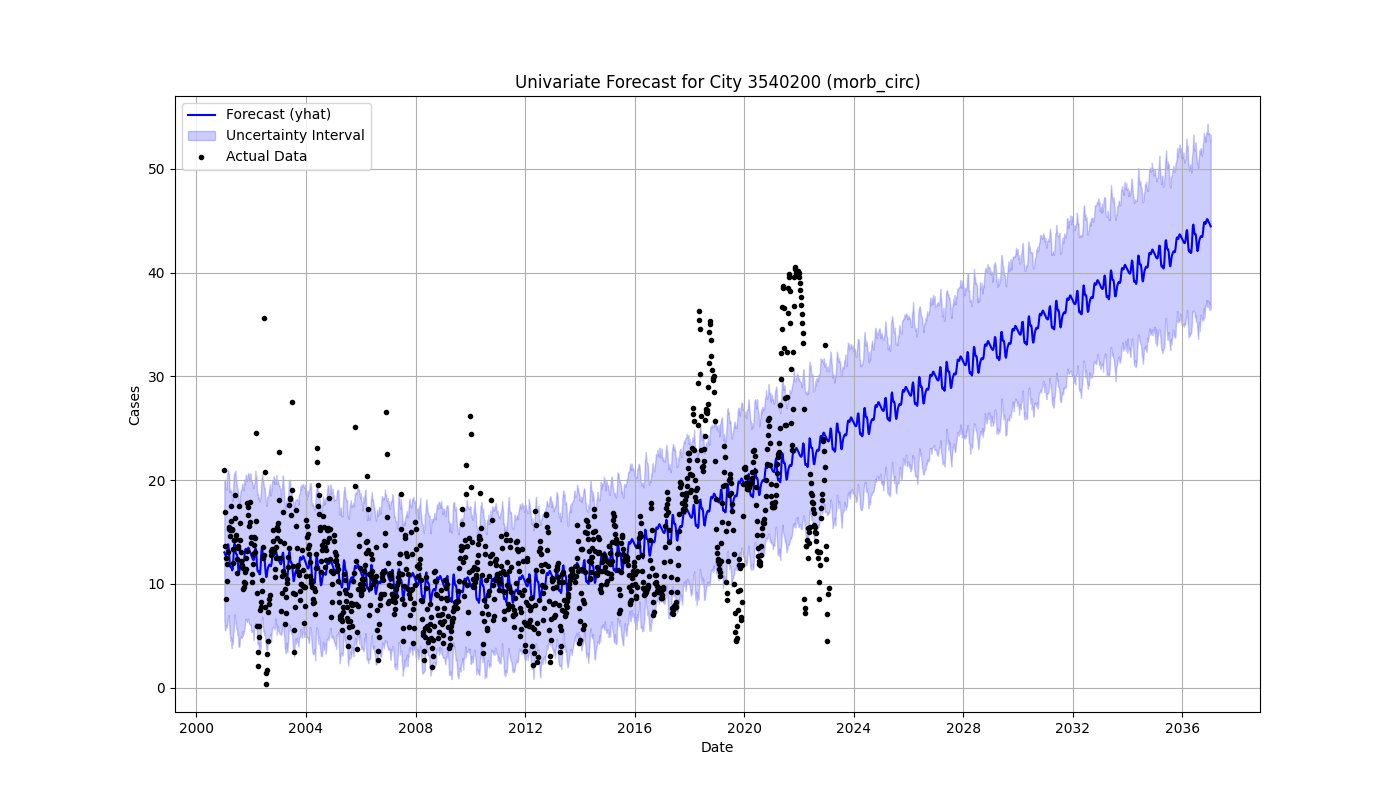 Univariate Forecast for City 3540200 (morb_circ)
Forecast (yhat)
Uncertainty Interval
Actual Data
Cases
50
40
30
20
10
0
2000 2004 2008 2012 2016 2020 2024 2028 2032 2036
Date